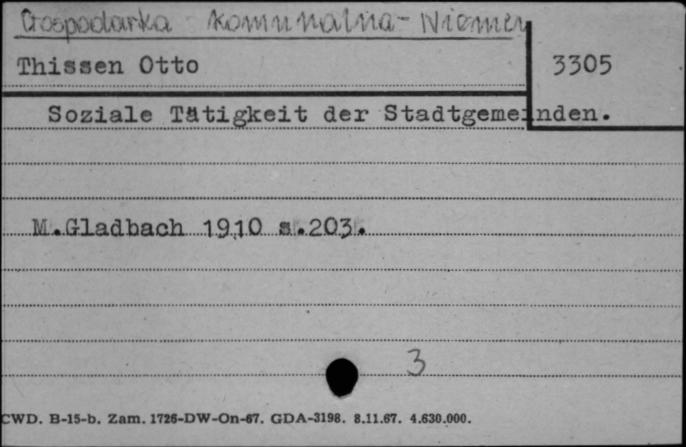 Gospodarka Komunalna - Niemcy
Thissen Otto
3305
Soziale Tätigkeit der Stadtgemeinden.
M.Gladbach 1910 s.203.
3
CWD. B-15-b. Zam. 1726-DW-On-67. GDA-3198. 8.11.67. 4.630.000.